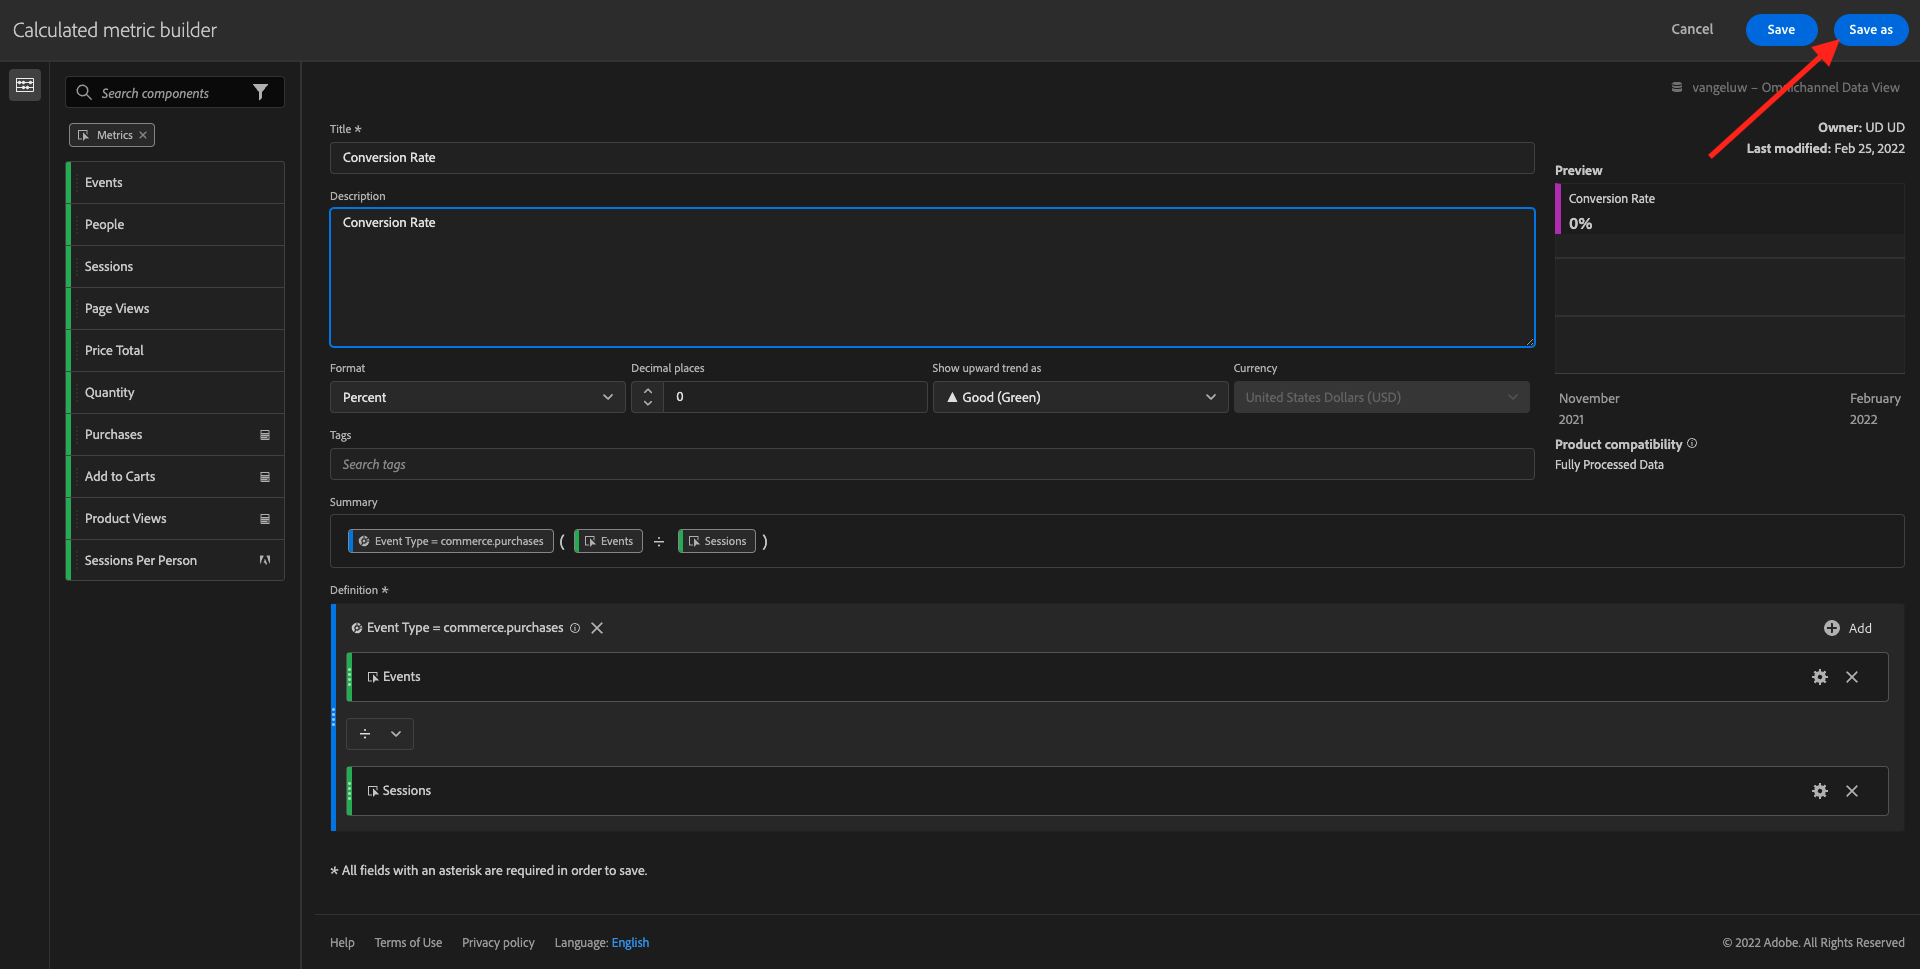 Calculated metric builder
Cancel
Save
Save as
Search components
Metrics
Events
People
Sessions
Page Views
Price Total
Quantity
Purchases
Add to Carts
Product Views
Sessions Per Person
vangeluw – Omnichannel Data View
Owner: UD UD
Last modified: Feb 25, 2022
Title *
Conversion Rate
Description
Conversion Rate
Format
Percent
Decimal places
0
Show upward trend as
▲ Good (Green)
Currency
United States Dollars (USD)
Tags
Search tags
Preview
Conversion Rate
0%
November
2021
February
2022
Product compatibility
Fully Processed Data
Summary
Event Type = commerce.purchases ( Events ÷ Sessions )
Definition *
Event Type = commerce.purchases
Add
Events
÷
Sessions
* All fields with an asterisk are required in order to save.
Help Terms of Use Privacy policy Language: English
© 2022 Adobe. All Rights Reserved